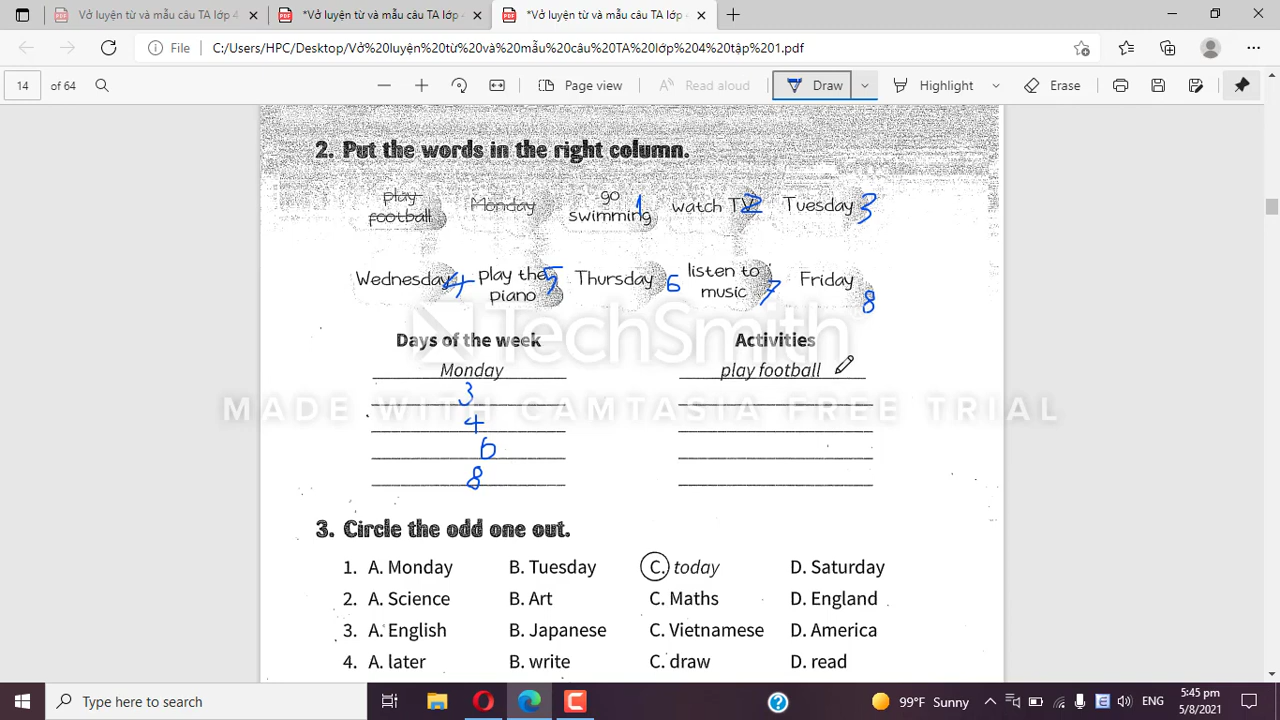 Vở luyện từ và mẫu câu TA lớp 4
*Vở luyện từ và mẫu câu TA lớp
*Vở luyện từ và mẫu câu TA lớp
File C:/Users/HPC/Desktop/Vở%20luyện%20từ%20và%20mẫu%20câu%20TA%20lớp%204%20tập%201.pdf
14 of 64 Page view Read aloud Draw Highlight Erase
2. Put the words in the right column.
play football Monday go swimming 1 watch TV 2 Tuesday 3
Wednesday 4 play the piano 5 Thursday 6 listen to music 7 Friday 8
TechSmith
Days of the week Activities
Monday play football
MADE WITH CAMTASIA FREE TRIAL
3
4
6
8
3. Circle the odd one out.
1. A. Monday B. Tuesday C. today D. Saturday
2. A. Science B. Art C. Maths D. England
3. A. English B. Japanese C. Vietnamese D. America
4. A. later B. write C. draw D. read
Type here to search
99°F Sunny ENG 5:45 pm
5/8/2021